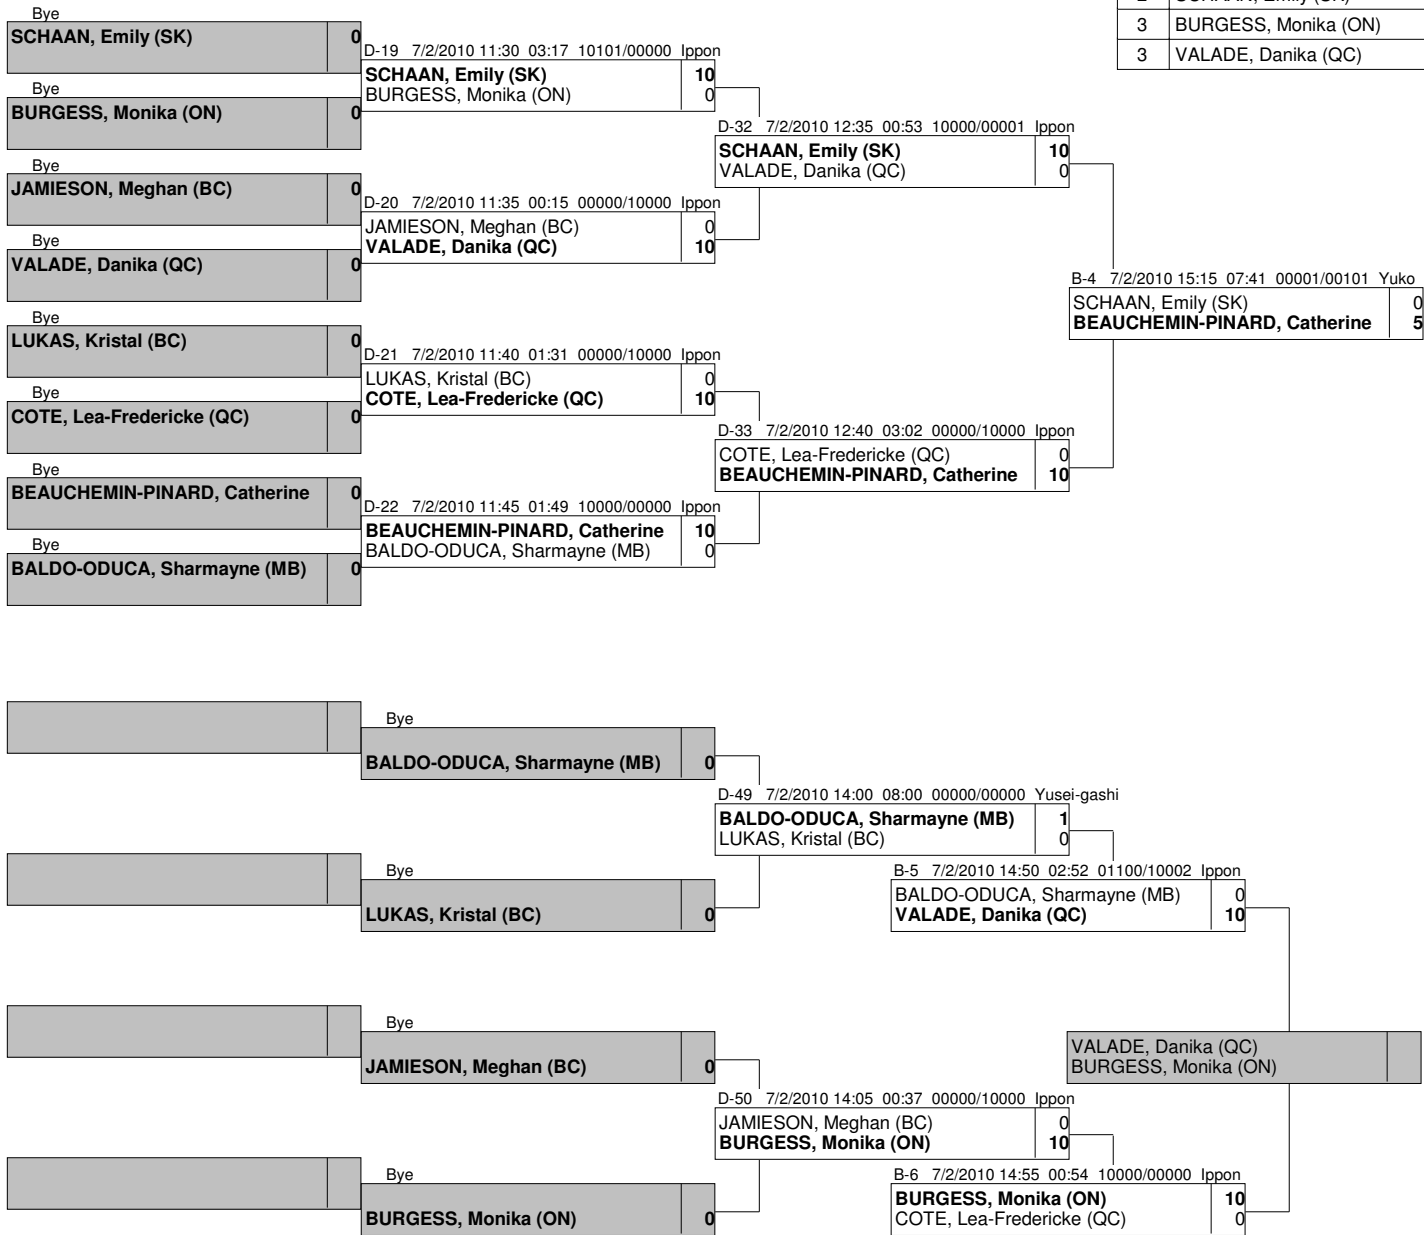 2 SCHAAN, Emily (SK)
3 BURGESS, Monika (ON)
3 VALADE, Danika (QC)
Bye
SCHAAN, Emily (SK) 0
Bye
BURGESS, Monika (ON) 0
Bye
JAMIESON, Meghan (BC) 0
Bye
VALADE, Danika (QC) 0
Bye
LUKAS, Kristal (BC) 0
Bye
COTE, Lea-Fredericke (QC) 0
Bye
BEAUCHEMIN-PINARD, Catherine 0
Bye
BALDO-ODUCA, Sharmayne (MB) 0
D-19 7/2/2010 11:30 03:17 10101/00000 Ippon
SCHAAN, Emily (SK) 10
BURGESS, Monika (ON) 0
D-20 7/2/2010 11:35 00:15 00000/10000 Ippon
JAMIESON, Meghan (BC) 0
VALADE, Danika (QC) 10
D-21 7/2/2010 11:40 01:31 00000/10000 Ippon
LUKAS, Kristal (BC) 0
COTE, Lea-Fredericke (QC) 10
D-22 7/2/2010 11:45 01:49 10000/00000 Ippon
BEAUCHEMIN-PINARD, Catherine 10
BALDO-ODUCA, Sharmayne (MB) 0
D-32 7/2/2010 12:35 00:53 10000/00001 Ippon
SCHAAN, Emily (SK) 10
VALADE, Danika (QC) 0
D-33 7/2/2010 12:40 03:02 00000/10000 Ippon
COTE, Lea-Fredericke (QC) 0
BEAUCHEMIN-PINARD, Catherine 10
B-4 7/2/2010 15:15 07:41 00001/00101 Yuko
SCHAAN, Emily (SK) 0
BEAUCHEMIN-PINARD, Catherine 5
Bye
BALDO-ODUCA, Sharmayne (MB) 0
Bye
LUKAS, Kristal (BC) 0
Bye
JAMIESON, Meghan (BC) 0
Bye
BURGESS, Monika (ON) 0
D-49 7/2/2010 14:00 08:00 00000/00000 Yusei-gashi
BALDO-ODUCA, Sharmayne (MB) 1
LUKAS, Kristal (BC) 0
D-50 7/2/2010 14:05 00:37 00000/10000 Ippon
JAMIESON, Meghan (BC) 0
BURGESS, Monika (ON) 10
B-5 7/2/2010 14:50 02:52 01100/10002 Ippon
BALDO-ODUCA, Sharmayne (MB) 0
VALADE, Danika (QC) 10
B-6 7/2/2010 14:55 00:54 10000/00000 Ippon
BURGESS, Monika (ON) 10
COTE, Lea-Fredericke (QC) 0
VALADE, Danika (QC)
BURGESS, Monika (ON)